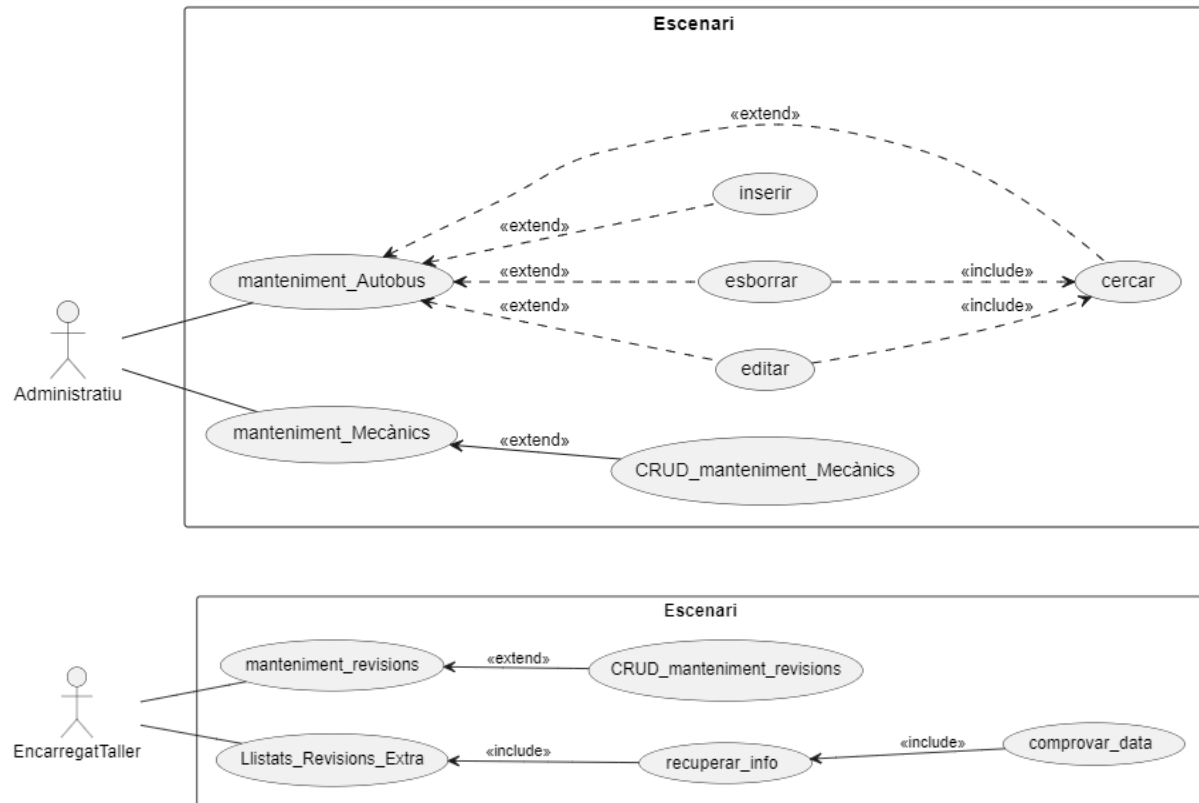 Escenari
«extend»
inserir
«extend»
manteniment_Autobus
«extend»
esborrar
«include»
cercar
«extend»
«include»
editar
Administratiu
manteniment_Mecànics
«extend»
CRUD_manteniment_Mecànics
Escenari
manteniment_revisions
«extend»
CRUD_manteniment_revisions
EncarregatTaller
Llistats_Revisions_Extra
«include»
recuperar_info
«include»
comprovar_data